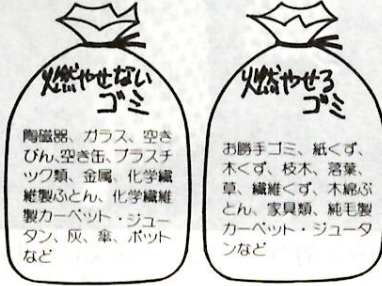 燃やせない
ゴミ
陶磁器、ガラス、空き
びん、空き缶、プラスチ
ック類、金属、化学繊
維製ふとん、化学繊維
製カーペット・ジュー
タン、灰、傘、ポット
など
燃やせる
ゴミ
お勝手ゴミ、紙くず、
木くず、枝木、落葉、
草、繊維くず、木綿ぶ
とん、家具類、純毛製
カーペット・ジュータ
ンなど